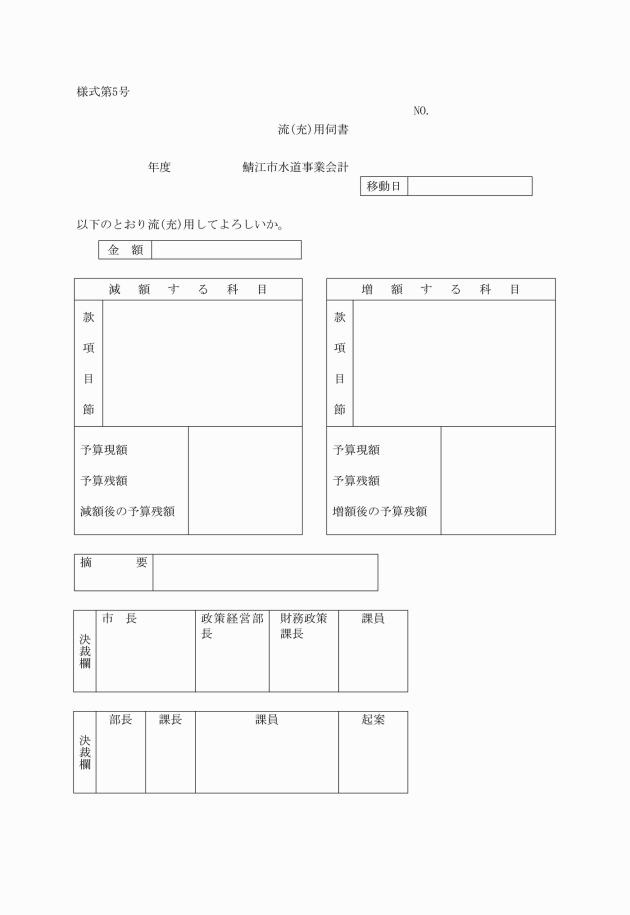 様式第5号
NO.
流(充)用伺書
年度　鯖江市水道事業会計
移動日
以下のとおり流(充)用してよろしいか。
金　額
減　額　す　る　科　目
款
項
目
節
予算現額
予算残額
減額後の予算残額
増　額　す　る　科　目
款
項
目
節
予算現額
予算残額
増額後の予算残額
摘　要
決裁欄
市　長
政策経営部
長
財務政策
課長
課員
決裁欄
部長
課長
課員
起案